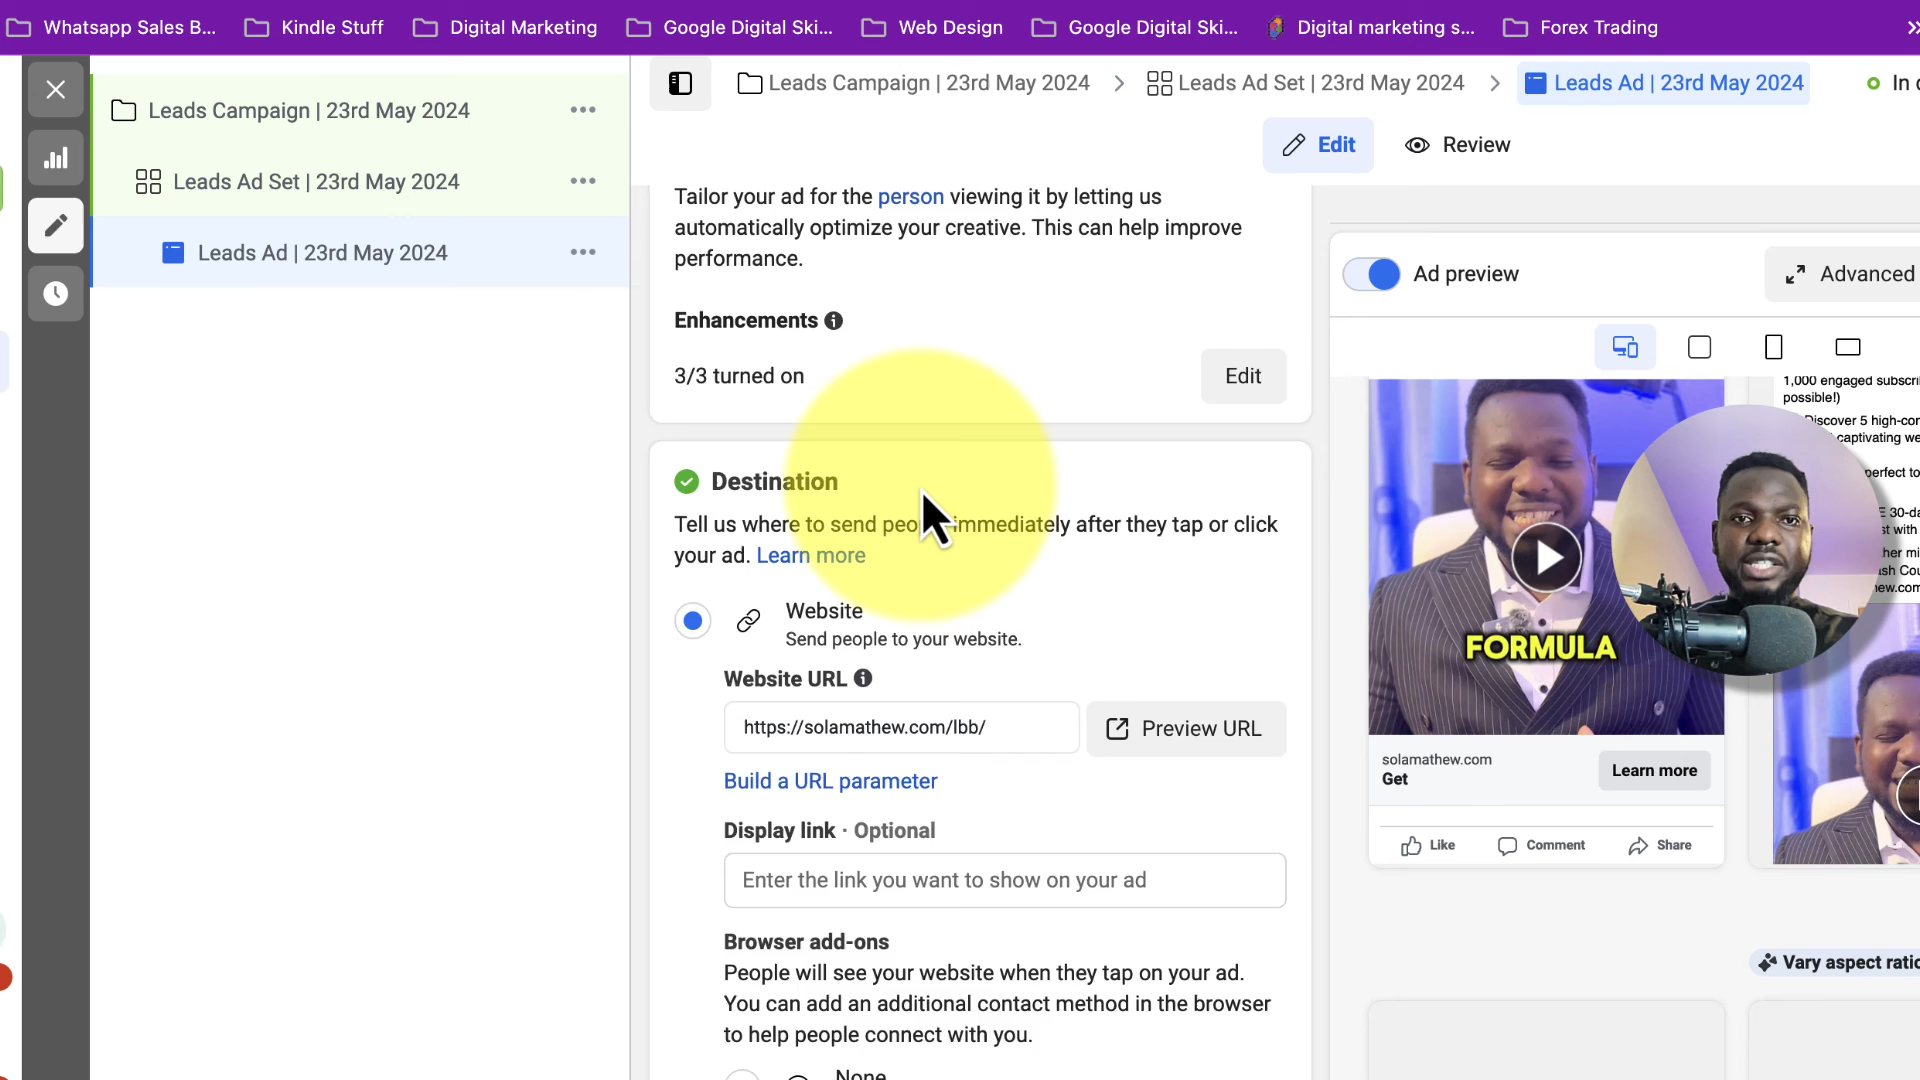 Whatsapp Sales B...
Kindle Stuff
Digital Marketing
Google Digital Ski...
Web Design
Google Digital Ski...
Digital marketing s...
Forex Trading
Leads Campaign | 23rd May 2024
Leads Ad Set | 23rd May 2024
Leads Ad | 23rd May 2024
Leads Campaign | 23rd May 2024
Leads Ad Set | 23rd May 2024
Leads Ad | 23rd May 2024
In
Edit
Review
Tailor your ad for the person viewing it by letting us
automatically optimize your creative. This can help improve
performance.
Enhancements
3/3 turned on
Edit
Destination
Tell us where to send immediately after they tap or click
your ad. Learn more
Website
Send people to your website.
Website URL
https://solamathew.com/lbb/
Preview URL
Build a URL parameter
Display link · Optional
Enter the link you want to show on your ad
Browser add-ons
People will see your website when they tap on your ad.
You can add an additional contact method in the browser
to help people connect with you.
None
Ad preview
Advanced
FORMULA
solamathew.com
Get
Learn more
Like
Comment
Share
1,000 engaged
possible!)
Discover 5
captivating
perfect to
30-
with
Vary aspect